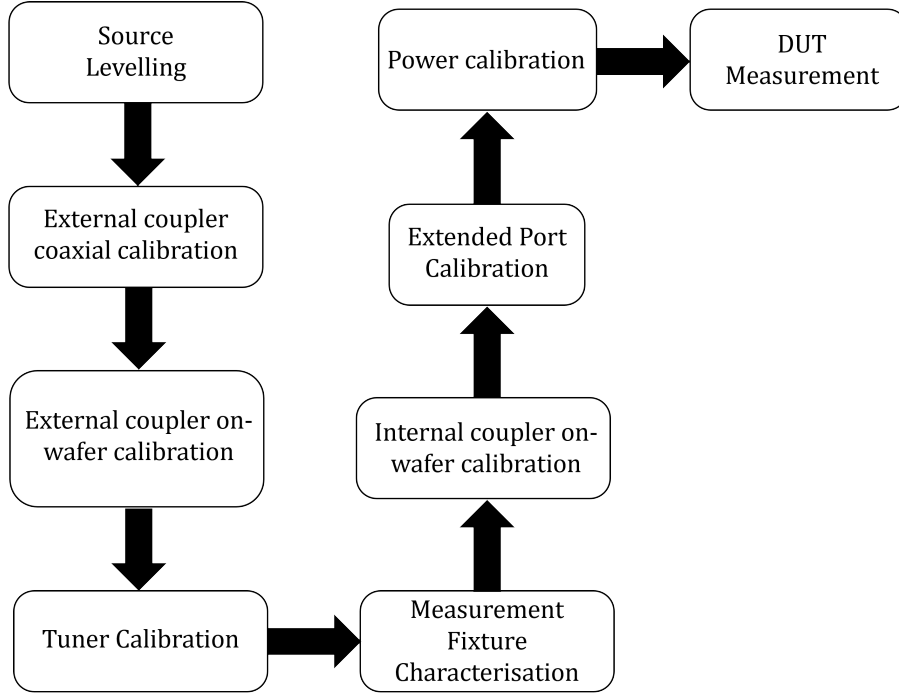 Source
Levelling
External coupler
coaxial calibration
External coupler on-
wafer calibration
Tuner Calibration
Measurement
Fixture
Characterisation
Internal coupler on-
wafer calibration
Extended Port
Calibration
Power calibration
DUT
Measurement